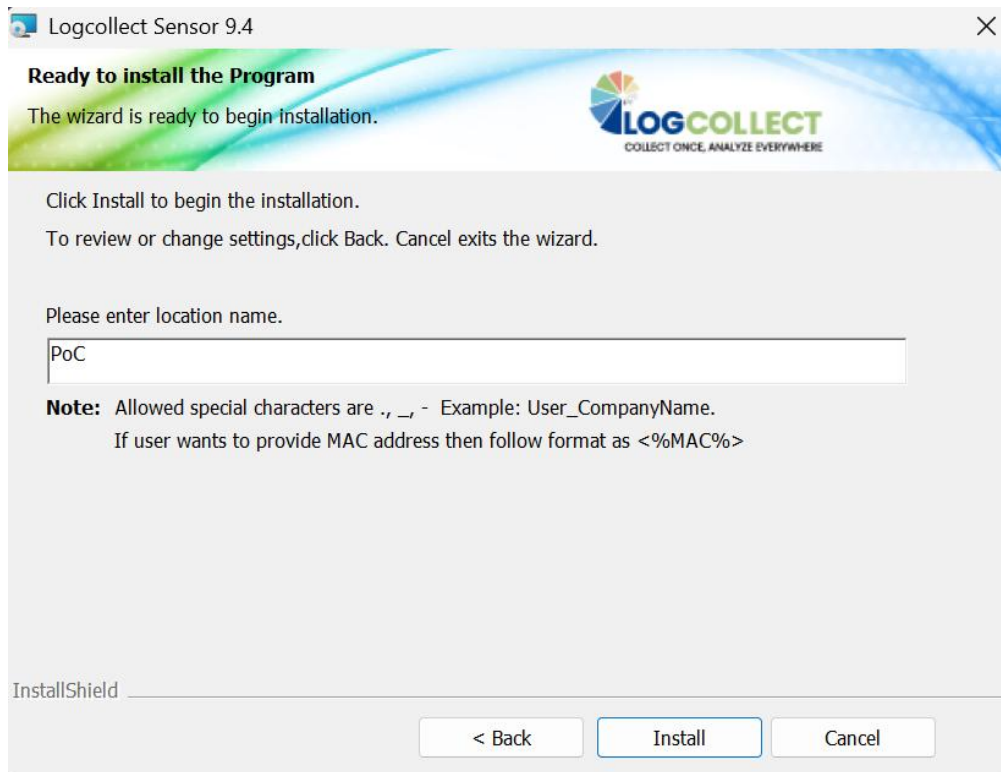 Logcollect Sensor 9.4
Ready to install the Program
The wizard is ready to begin installation.
LOGCOLLECT
COLLECT ONCE, ANALYZE EVERYWHERE
Click Install to begin the installation.
To review or change settings,click Back. Cancel exits the wizard.
Please enter location name.
PoC
Note: Allowed special characters are ., _, - Example: User_CompanyName.
If user wants to provide MAC address then follow format as <%MAC%>
InstallShield
< Back
Install
Cancel